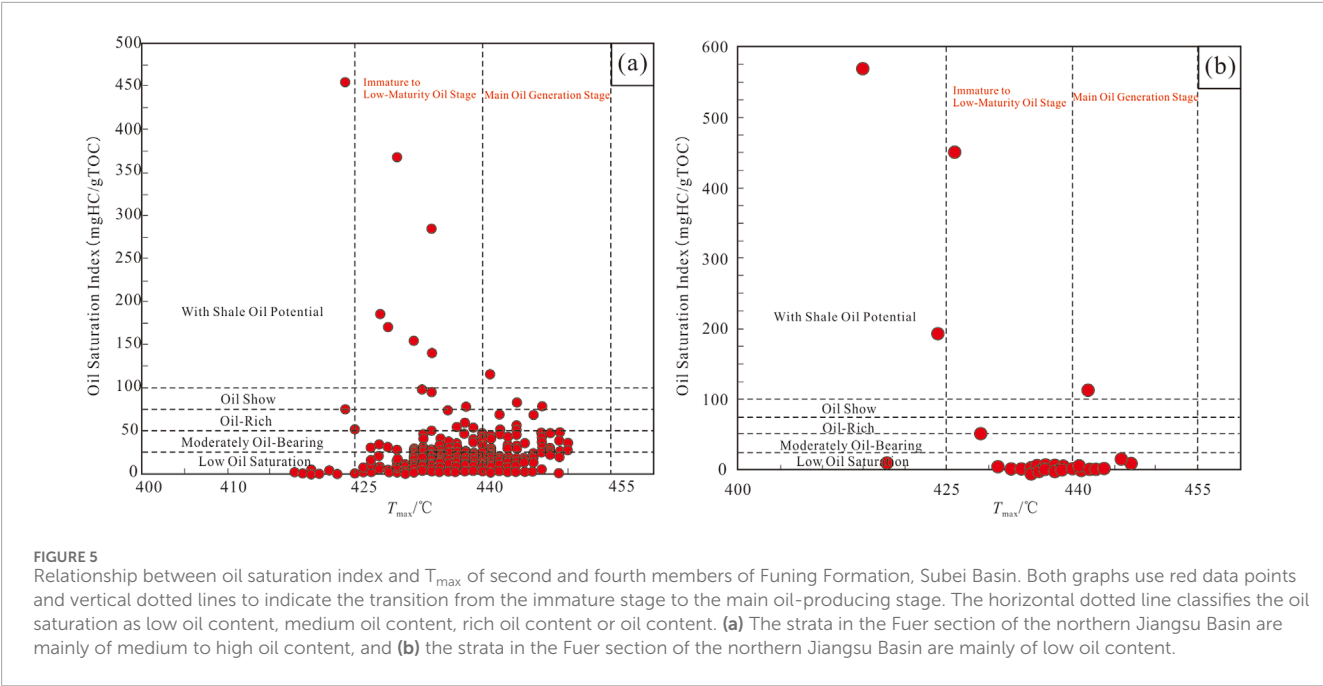 500
450
400
350
300
250
200
150
100
50
0
Oil Saturation Index (mgHC/gTOC)
(a)
Immature to
Low-Maturity Oil Stage
Main Oil Generation Stage
With Shale Oil Potential
Oil Show
Oil-Rich
Moderately Oil-Bearing
Low Oil Saturation
400 410 425 440 455
Tmax/℃
600
550
500
450
400
350
300
250
200
150
100
50
0
Oil Saturation Index (mgHC/gTOC)
(b)
Immature to
Low-Maturity Oil Stage
Main Oil Generation Stage
With Shale Oil Potential
Oil Show
Oil-Rich
Moderately Oil-Bearing
Low Oil Saturation
400 425 440 455
Tmax/℃
FIGURE 5
Relationship between oil saturation index and Tmax of second and fourth members of Funing Formation, Subei Basin. Both graphs use red data points
and vertical dotted lines to indicate the transition from the immature stage to the main oil-producing stage. The horizontal dotted line classifies the oil
saturation as low oil content, medium oil content, rich oil content or oil content. (a) The strata in the Fuer section of the northern Jiangsu Basin are
mainly of medium to high oil content, and (b) the strata in the Fuer section of the northern Jiangsu Basin are mainly of low oil content.